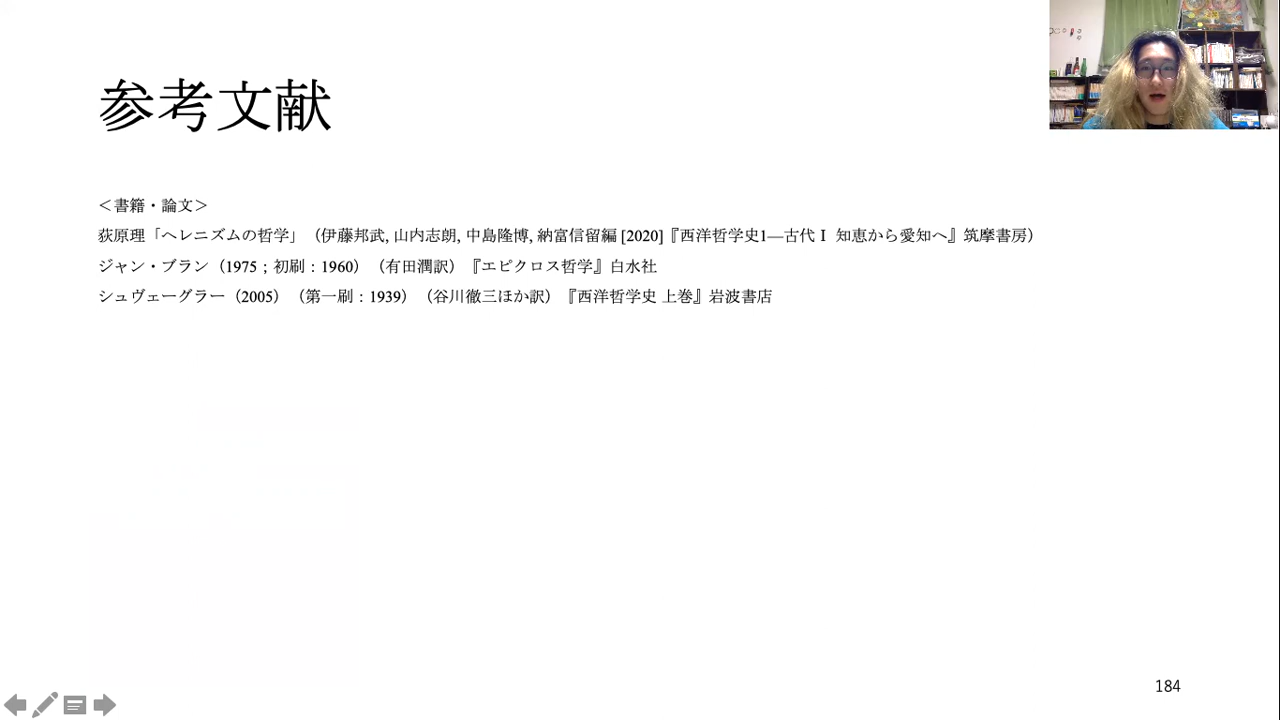 参考文献
＜書籍・論文＞
荻原理「ヘレニズムの哲学」（伊藤邦武, 山内志朗, 中島隆博, 納富信留編 [2020]『西洋哲学史1―古代Ⅰ 知恵から愛知へ』筑摩書房）
ジャン・ブラン（1975；初刷：1960）（有田潤訳）『エピクロス哲学』白水社
シュヴェーグラー（2005）（第一刷：1939）（谷川徹三ほか訳）『西洋哲学史 上巻』岩波書店
184